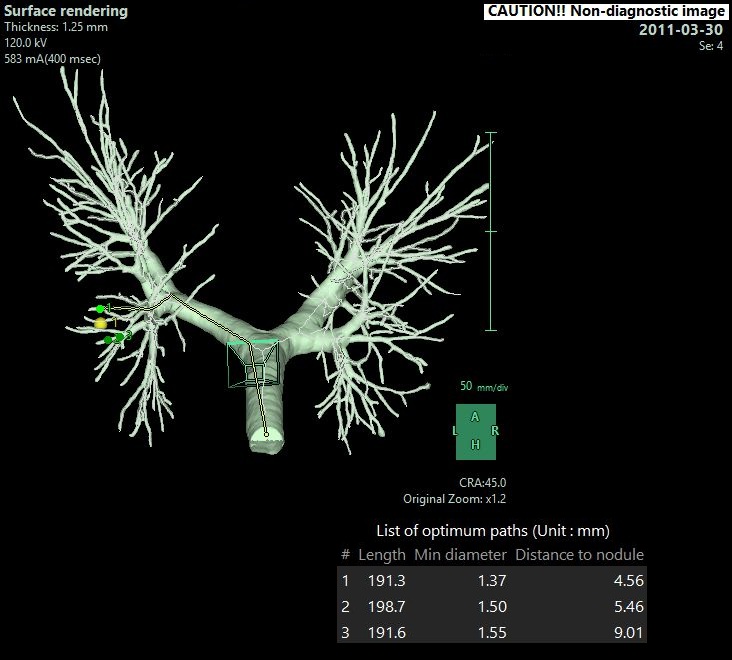 Surface rendering
Thickness: 1.25 mm
120.0 kV
583 mA(400 msec)
CAUTION!! Non-diagnostic image
2011-03-30
Se: 4
1
3
50 mm/div
A
L R
H
CRA:45.0
Original Zoom: x1.2
List of optimum paths (Unit : mm)
# Length Min diameter Distance to nodule
1 191.3 1.37 4.56
2 198.7 1.50 5.46
3 191.6 1.55 9.01